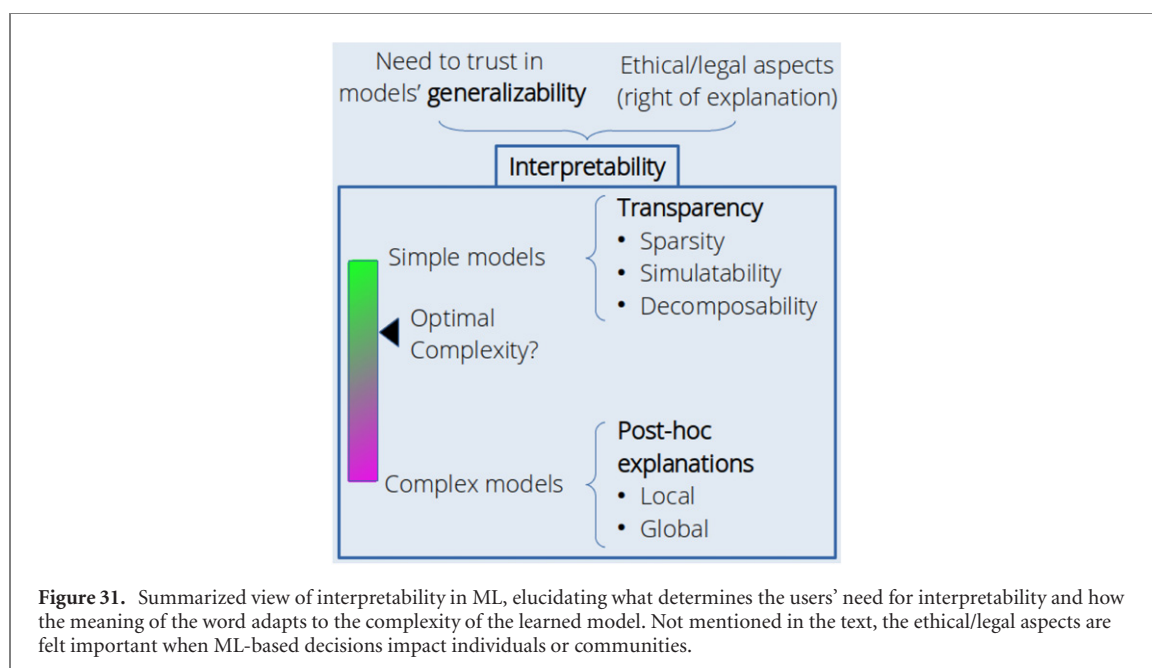 Need to trust in
models' generalizability
Ethical/legal aspects
(right of explanation)
Interpretability
Simple models
Transparency
• Sparsity
• Simulatability
• Decomposability
Optimal
Complexity?
Complex models
Post-hoc
explanations
• Local
• Global
Figure 31. Summarized view of interpretability in ML, elucidating what determines the users' need for interpretability and how
the meaning of the word adapts to the complexity of the learned model. Not mentioned in the text, the ethical/legal aspects are
felt important when ML-based decisions impact individuals or communities.